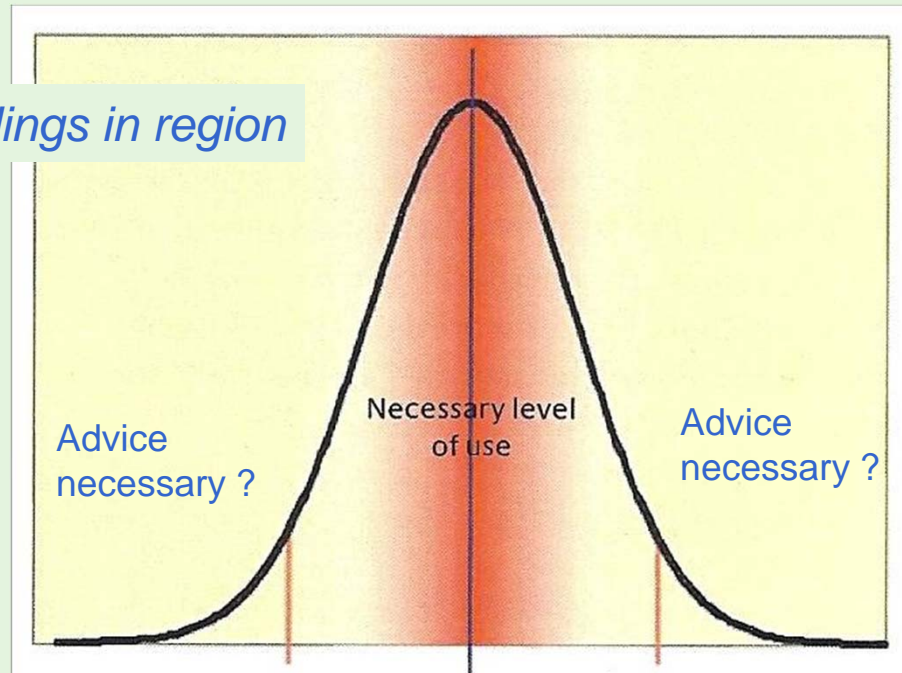 lings in region
Necessary level
of use
Advice
necessary ?
Advice
necessary ?